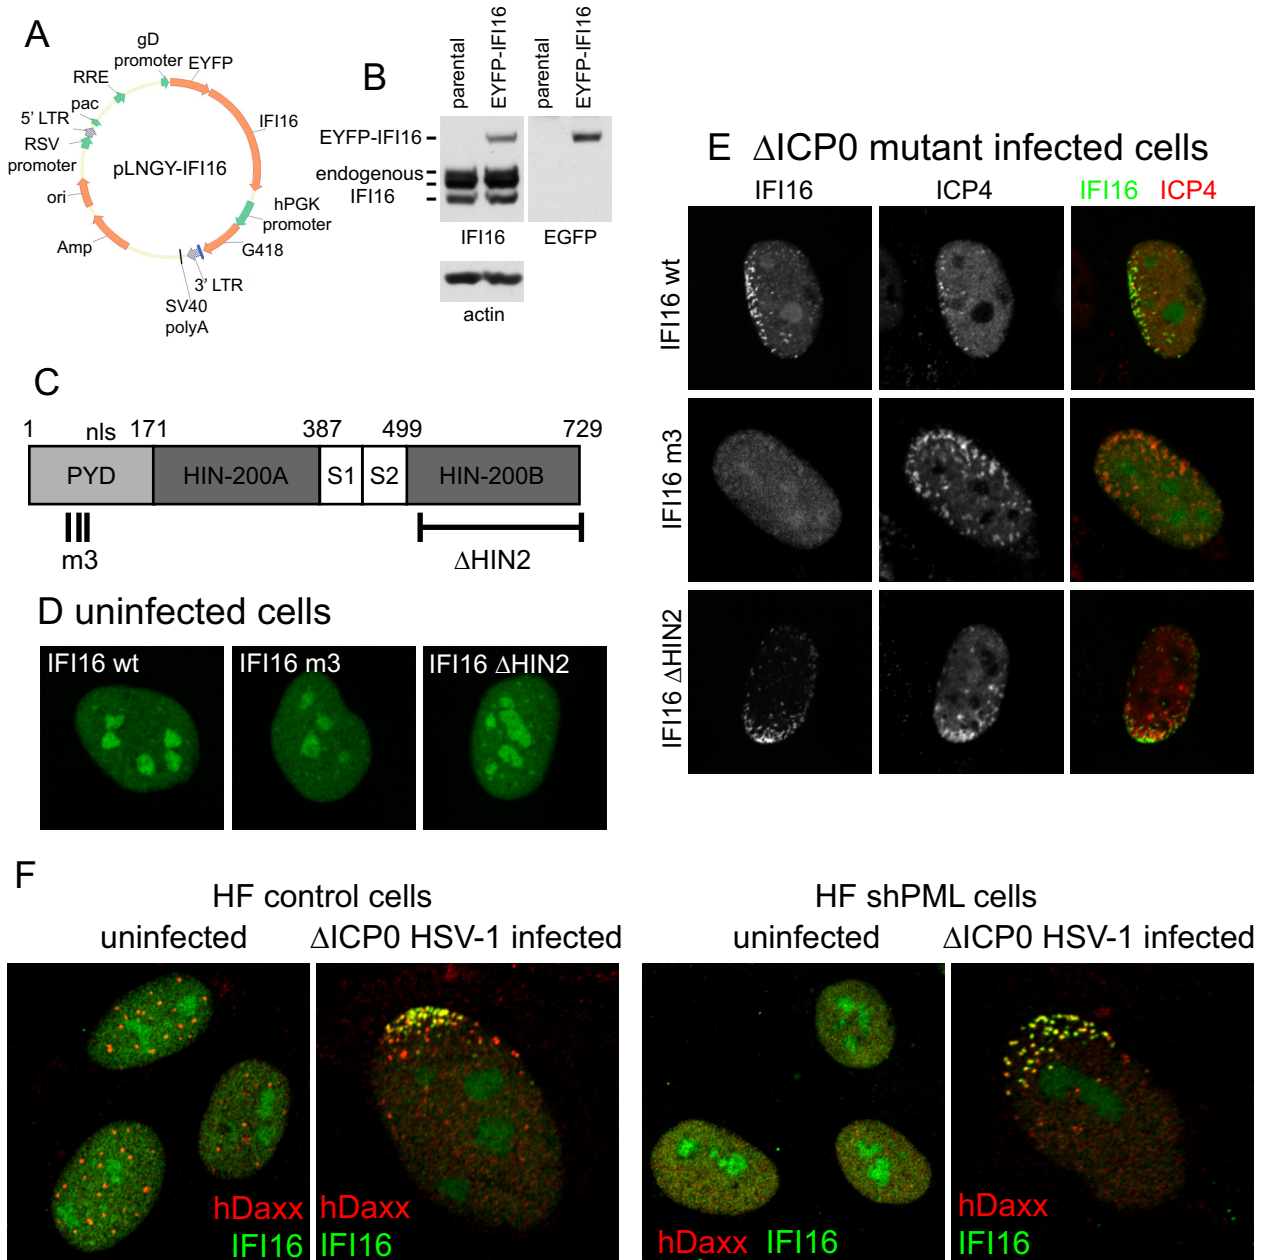 A
gD
promoter
EYFP
RRE
pac
5' LTR
RSV
promoter
IFI16
pLNGY-IFI16
ori
hPGK
promoter
Amp
G418
3' LTR
SV40
polyA
B
parental
EYFP-IFI16
parental
EYFP-IFI16
EYFP-IFI16
endogenous
IFI16
IFI16
EGFP
actin
C
1 nls 171 387 499 729
PYD HIN-200A S1 S2 HIN-200B
m3
ΔHIN2
D uninfected cells
IFI16 wt
IFI16 m3
IFI16 ΔHIN2
E ΔICP0 mutant infected cells
IFI16 ICP4 IFI16 ICP4
IFI16 wt
IFI16 m3
IFI16 ΔHIN2
F
HF control cells
uninfected
ΔICP0 HSV-1 infected
hDaxx
IFI16
hDaxx
IFI16
HF shPML cells
uninfected
ΔICP0 HSV-1 infected
hDaxx IFI16
hDaxx
IFI16